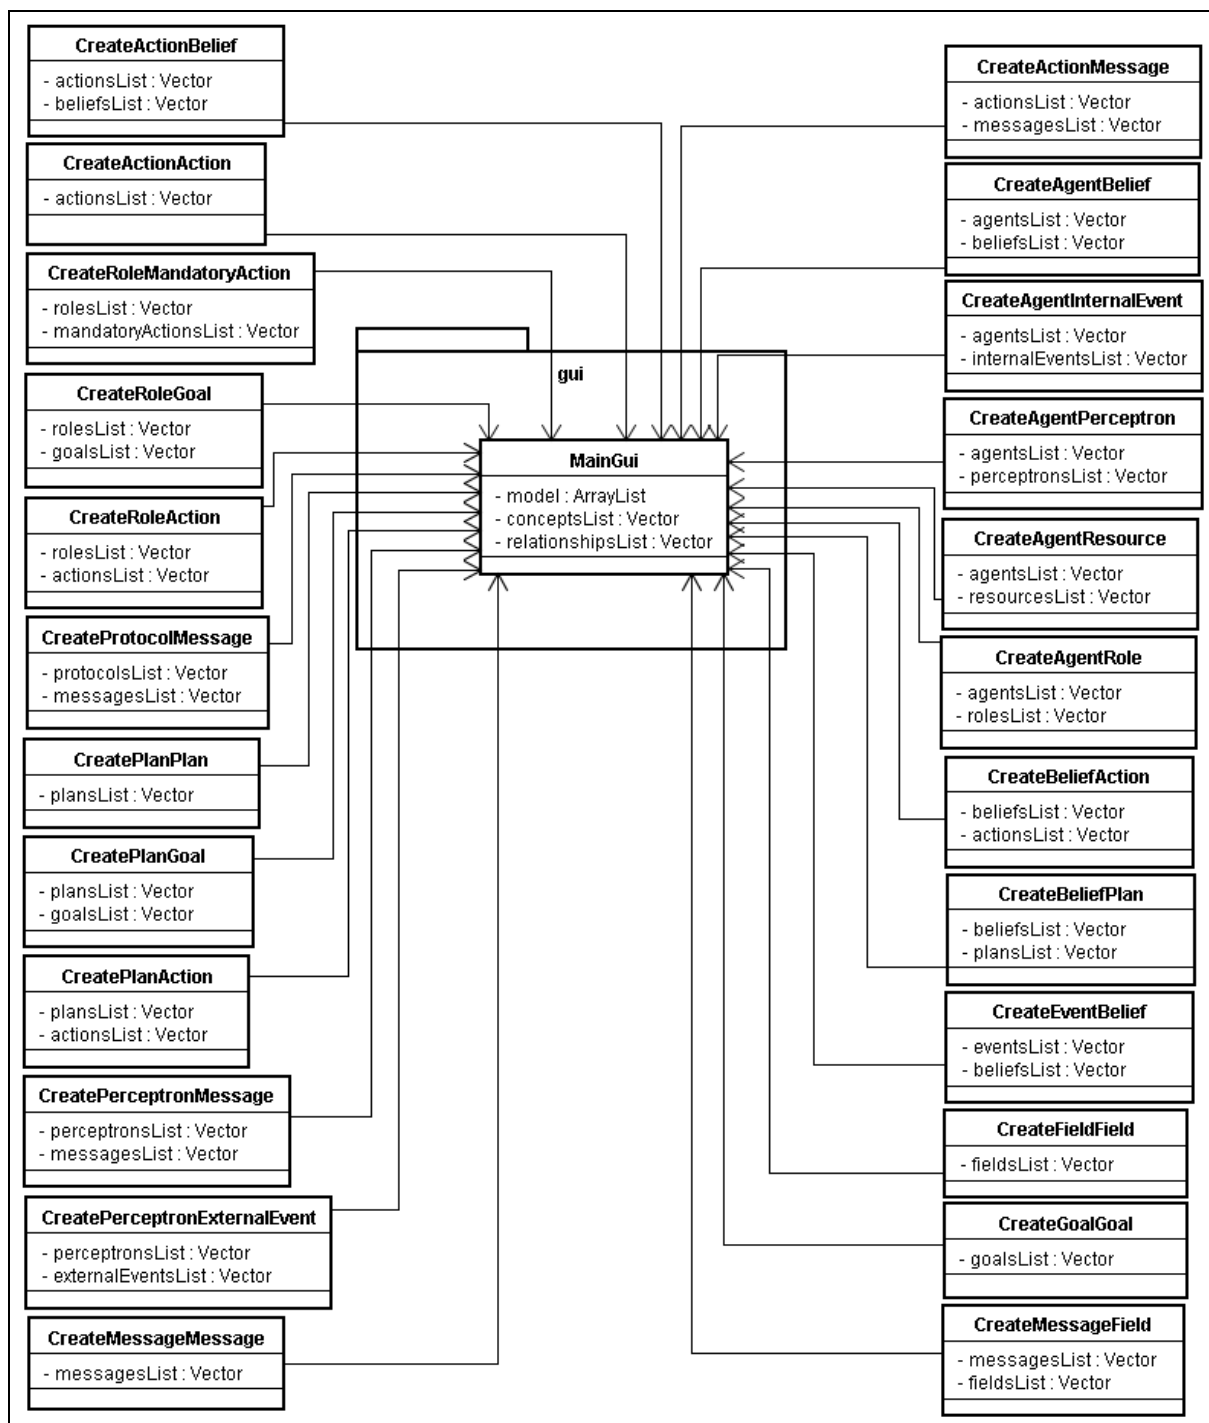 CreateActionBelief
- actionsList : Vector
- beliefsList : Vector
CreateActionAction
- actionsList : Vector
CreateRoleMandatoryAction
- rolesList : Vector
- mandatoryActionsList : Vector
CreateRoleGoal
- rolesList : Vector
- goalsList : Vector
CreateRoleAction
- rolesList : Vector
- actionsList : Vector
CreateProtocolMessage
- protocolsList : Vector
- messagesList : Vector
CreatePlanPlan
- plansList : Vector
CreatePlanGoal
- plansList : Vector
- goalsList : Vector
CreatePlanAction
- plansList : Vector
- actionsList : Vector
CreatePerceptronMessage
- perceptronsList : Vector
- messagesList : Vector
CreatePerceptronExternalEvent
- perceptronsList : Vector
- externalEventsList : Vector
CreateMessageMessage
- messagesList : Vector
gui
MainGui
- model : ArrayList
- conceptsList : Vector
- relationshipsList : Vector
CreateActionMessage
- actionsList : Vector
- messagesList : Vector
CreateAgentBelief
- agentsList : Vector
- beliefsList : Vector
CreateAgentInternalEvent
- agentsList : Vector
- internalEventsList : Vector
CreateAgentPerceptron
- agentsList : Vector
- perceptronsList : Vector
CreateAgentResource
- agentsList : Vector
- resourcesList : Vector
CreateAgentRole
- agentsList : Vector
- rolesList : Vector
CreateBeliefAction
- beliefsList : Vector
- actionsList : Vector
CreateBeliefPlan
- beliefsList : Vector
- plansList : Vector
CreateEventBelief
- eventsList : Vector
- beliefsList : Vector
CreateFieldField
- fieldsList : Vector
CreateGoalGoal
- goalsList : Vector
CreateMessageField
- messagesList : Vector
- fieldsList : Vector